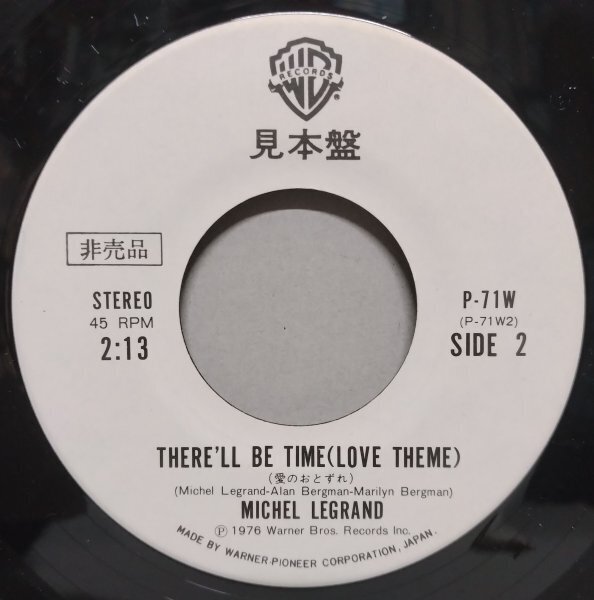 WB
RECORDS
®
見本盤
非売品
STEREO
45 RPM
2:13
P-71W
(P-71W2)
SIDE 2
THERE'LL BE TIME(LOVE THEME)
(愛のおとずれ)
(Michel Legrand-Alan Bergman-Marilyn Bergman)
MICHEL LEGRAND
Ⓟ 1976 Warner Bros. Records Inc.
MADE BY WARNER-PIONEER CORPORATION, JAPAN.